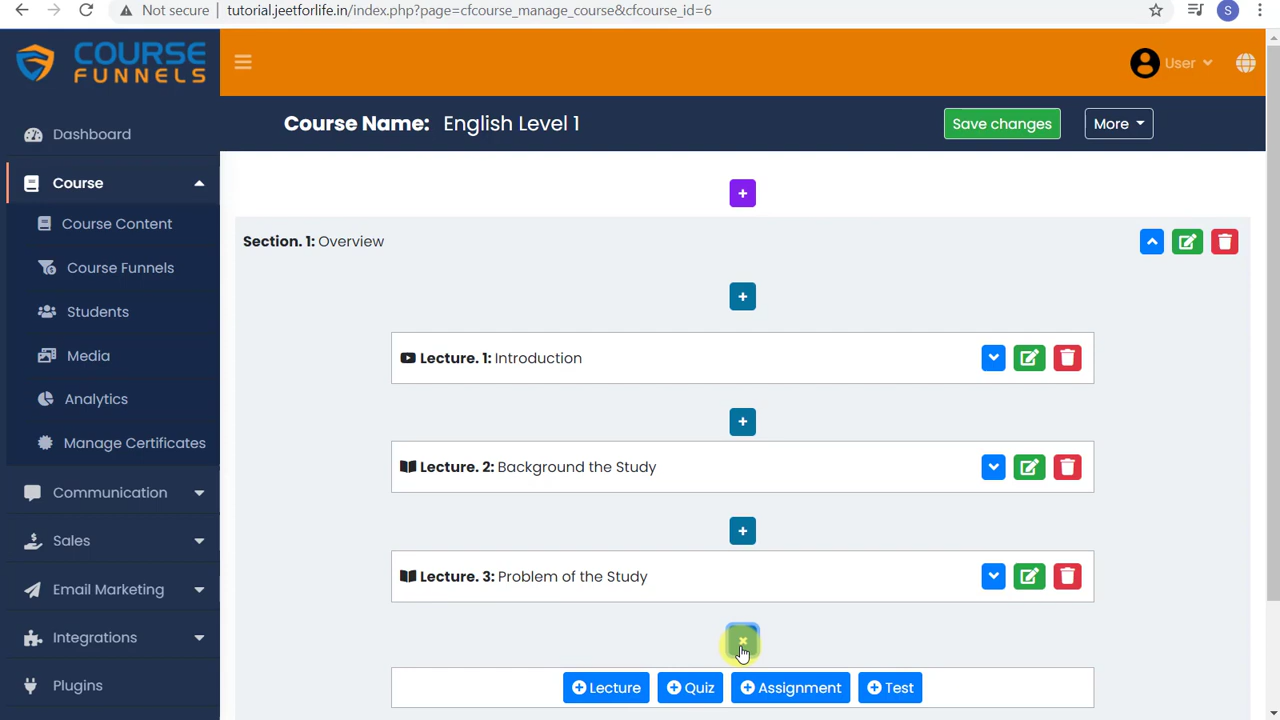 Not secure | tutorial.jeetforlife.in/index.php?page=cfcourse_manage_course&cfcourse_id=6
S
COURSE
FUNNELS
User
Course Name: English Level 1
Save changes
More
Dashboard
Course
Course Content
Course Funnels
Students
Media
Analytics
Manage Certificates
Communication
Sales
Email Marketing
Integrations
Plugins
+
Section. 1: Overview
+
Lecture. 1: Introduction
+
Lecture. 2: Background the Study
+
Lecture. 3: Problem of the Study
×
Lecture Quiz Assignment Test